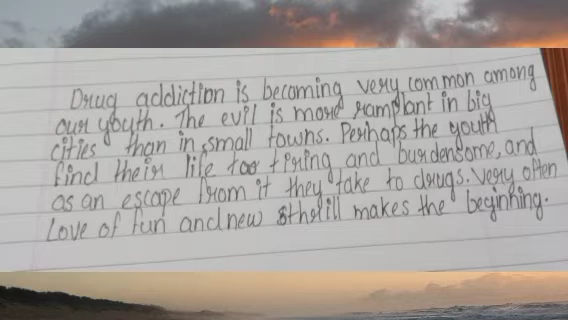 Drug addiction is becoming very common among
our youth. The evil is more ramplant in big
cities than in small towns. Perhaps the youth
find their life too tiring and burdensome, and
as an escape from it they take to drugs. Very often
Love of fun and new thrill makes the beginning.